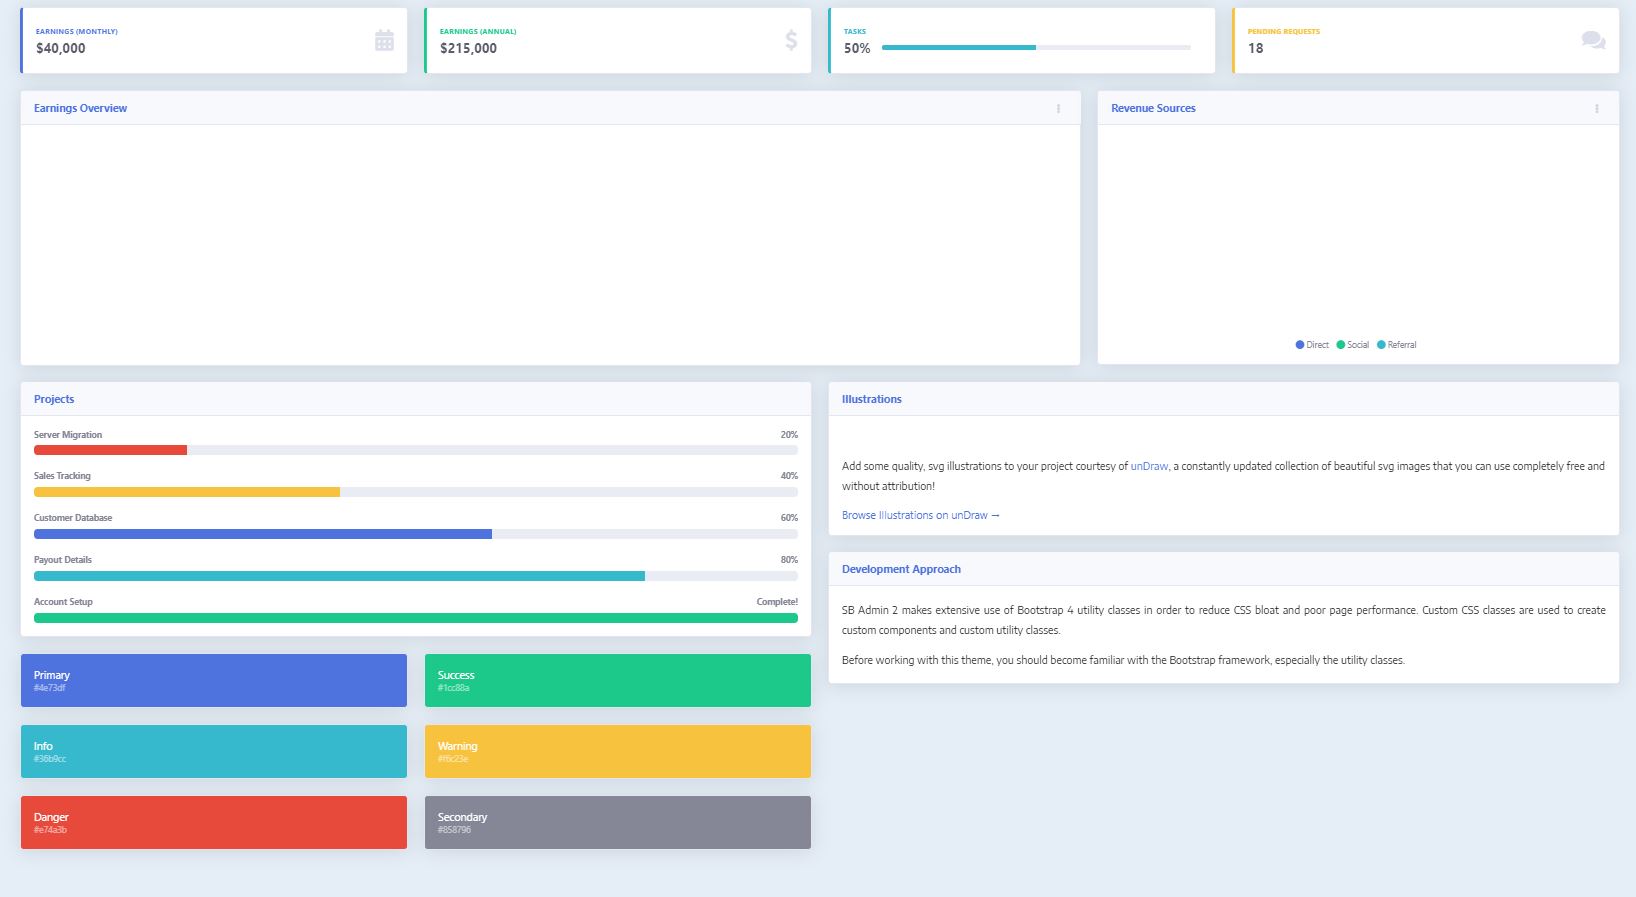 EARNINGS (MONTHLY)
$40,000
EARNINGS (ANNUAL)
$215,000
TASKS
50%
PENDING REQUESTS
18
Earnings Overview
Revenue Sources
Direct
Social
Referral
Projects
Server Migration
20%
Sales Tracking
40%
Customer Database
60%
Payout Details
80%
Account Setup
Complete!
Illustrations
Add some quality, svg illustrations to your project courtesy of unDraw, a constantly updated collection of beautiful svg images that you can use completely free and
without attribution!
Browse Illustrations on unDraw →
Development Approach
SB Admin 2 makes extensive use of Bootstrap 4 utility classes in order to reduce CSS bloat and poor page performance. Custom CSS classes are used to create
custom components and custom utility classes.
Before working with this theme, you should become familiar with the Bootstrap framework, especially the utility classes.
Primary
#4e73df
Success
#1cc88a
Info
#36b9cc
Warning
#f6c23e
Danger
#e74a3b
Secondary
#858796